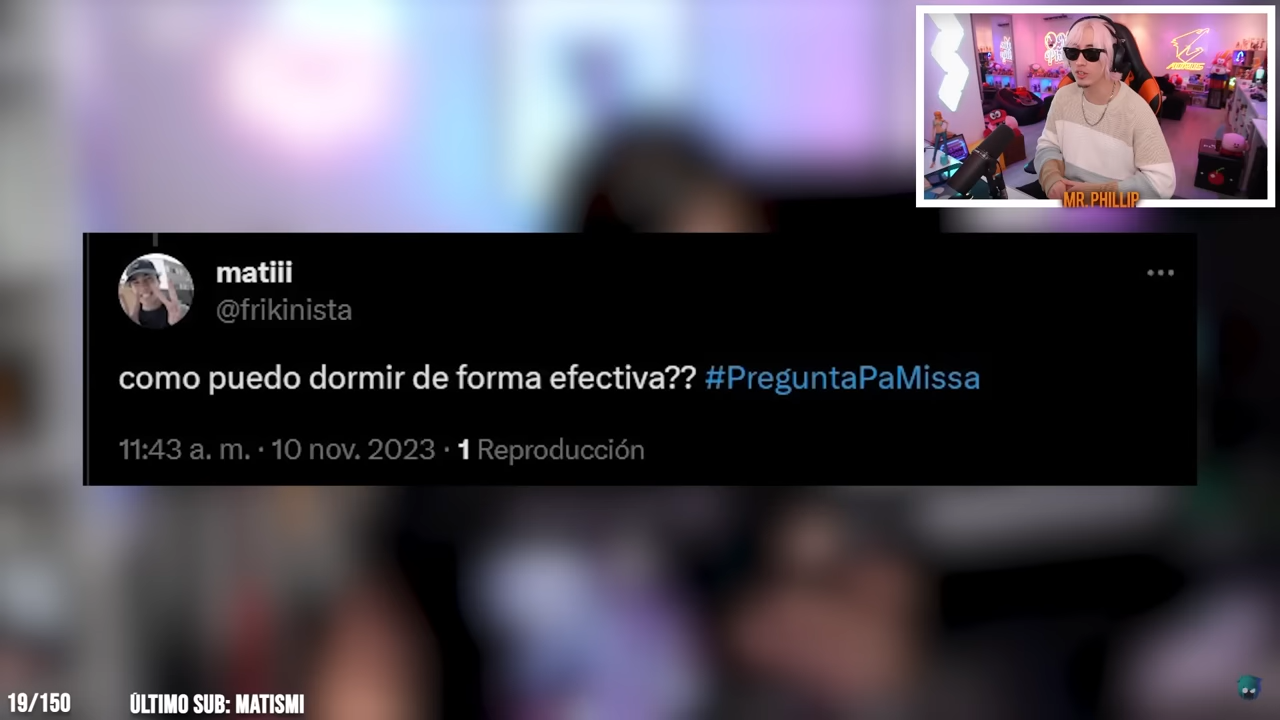 MR. PHILLIP
matiii
@frikinista
como puedo dormir de forma efectiva?? #PreguntaPaMissa
11:43 a. m. · 10 nov. 2023 · 1 Reproducción
19/150
ÚLTIMO SUB: MATISMI